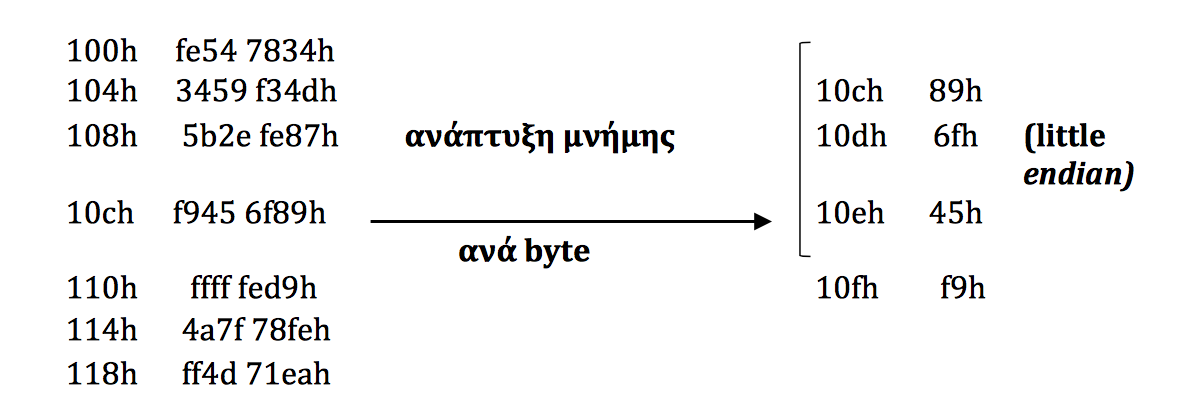 100h fe54 7834h
104h 3459 f34dh 10ch 89h
108h 5b2e fe87h ανάπτυξη μνήμης 10dh 6fh (little
endian)
10ch f945 6f89h 10eh 45h
ανά byte
110h ffff fed9h 10fh f9h
114h 4a7f 78feh
118h ff4d 71eah